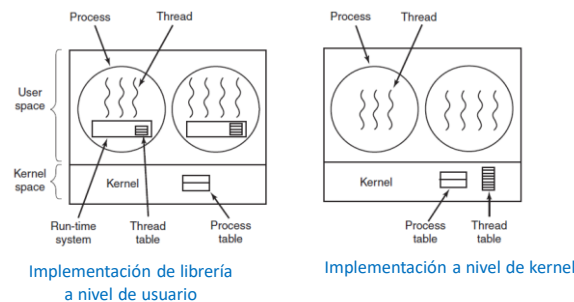 Process
Thread
User
space
Kernel
space
Kernel
Run-time
system
Thread
table
Process
table
Implementación de librería
a nivel de usuario
Process
Thread
Kernel
Process
table
Thread
table
Implementación a nivel de kernel